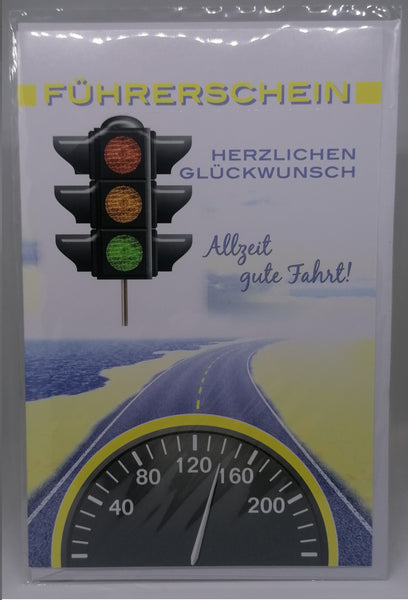 FÜHRERSCHEIN
HERZLICHEN
GLÜCKWUNSCH
Allzeit
gute Fahrt!
40 80 120 160 200